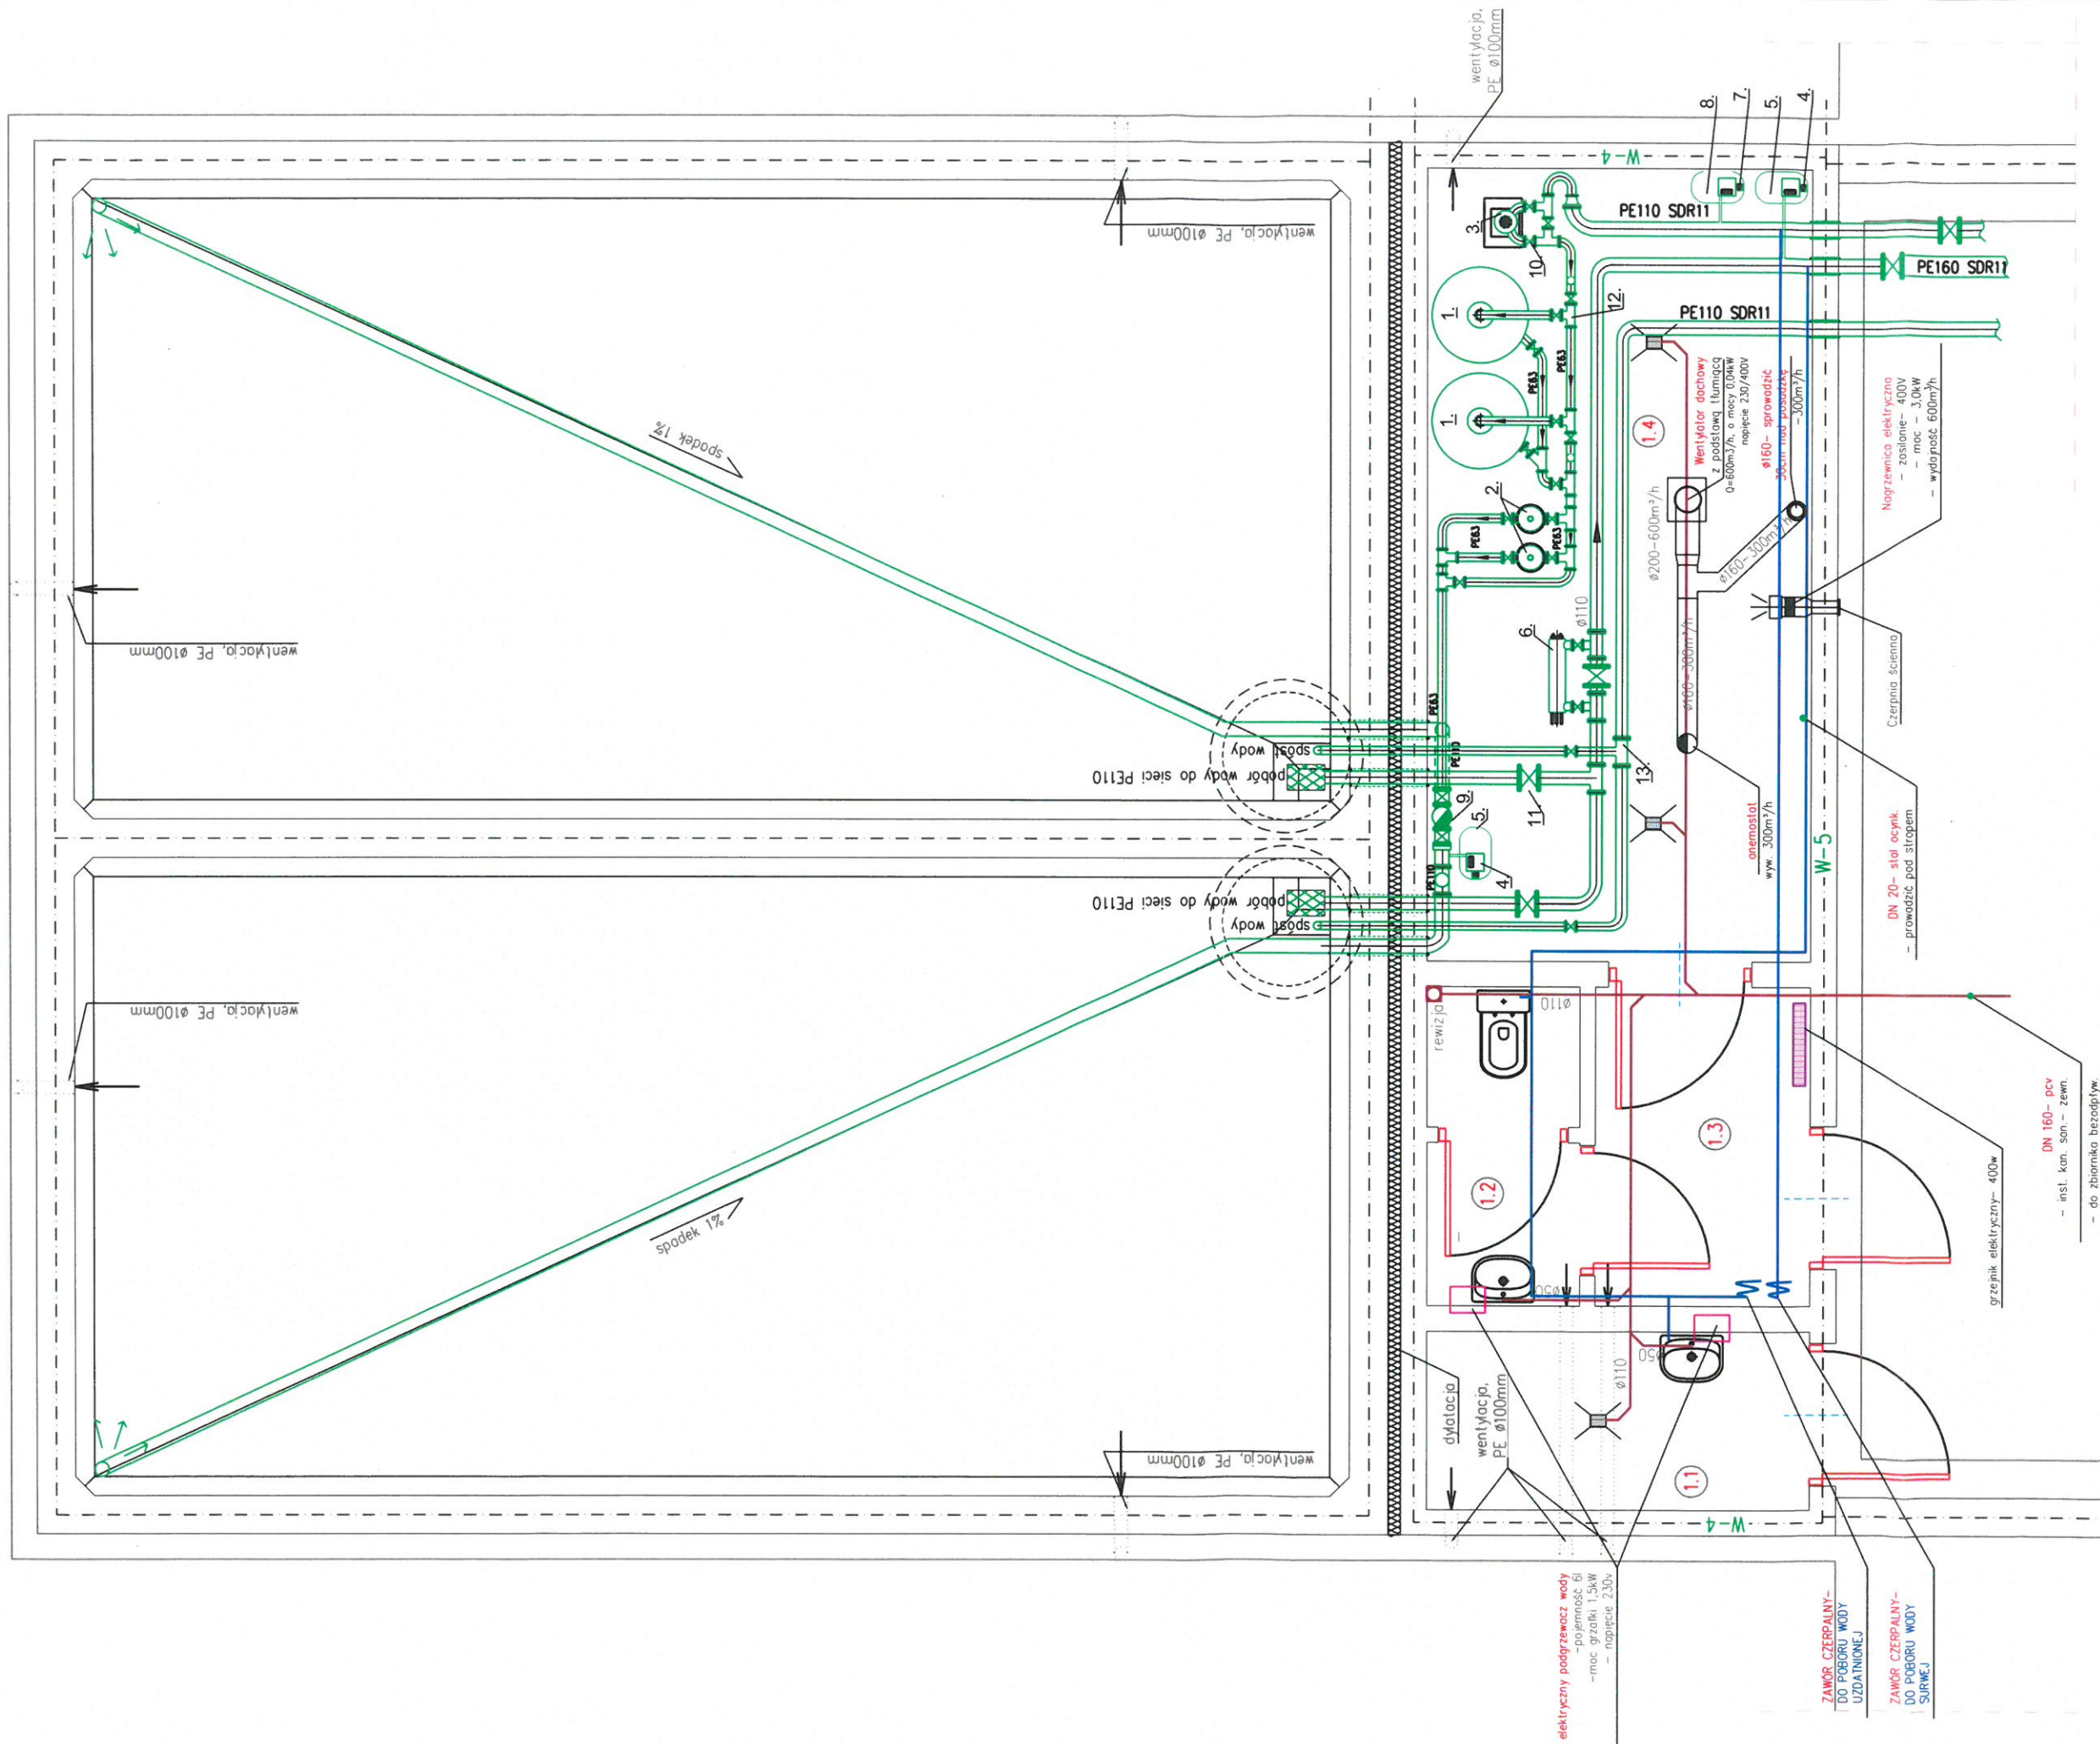 wentylacja,
PE ø100mm
wentylacja, PE ø100mm
wentylacja, PE ø100mm
wentylacja, PE ø100mm
wentylacja, PE ø100mm
spadek 1%
spadek 1%
pobór wody do sieci PE110
spost
wody
pobór wody do sieci PE110
spost
wody
W-4
8.
7.
5.
4.
PE110 SDR11
PE160 SDR11
PE110 SDR11
3.
10.
12.
1.
1.
PE63
PE63
2.
PE63
PE63
PE63
PE110
PE110
6.
ø110
13.
11.
9.
5.
4.
1.4
Wentylator dachowy
z podstawą tłumiącą
Q=600m3/h, o mocy 0,04kW
napięcie 230/400V
ø160- sprowadzić
30cm nad posadzkę
-300m³/h
ø200-600m³/h
ø160-300m³/h
ø160-300m³/h
anemostat
wyw. 300m³/h
Nagrzewnica elektryczna
- zasilanie- 400V
- moc - 3,0kW
- wydajność 600m³/h
Czerpnia ścienna
DN 20- stal ocynk.
- prowadzić pod stropem
W-5
rewizja
ø110
1.2
1.3
ø50
ø50
ø110
1.1
W-4
dylatacja
wentylacja,
PE ø100mm
grzejnik elektryczny- 400w
DN 160- pcv
- inst. kan. san.- zewn.
- do zbiornika bezodpływ.
elektryczny podgrzewacz wody
-pojemność 6l
-moc grzałki 1,5kW
- napięcie 230v
ZAWÓR CZERPALNY-
DO POBORU WODY
UZDATNIONEJ
ZAWÓR CZERPALNY-
DO POBORU WODY
SURWEJ